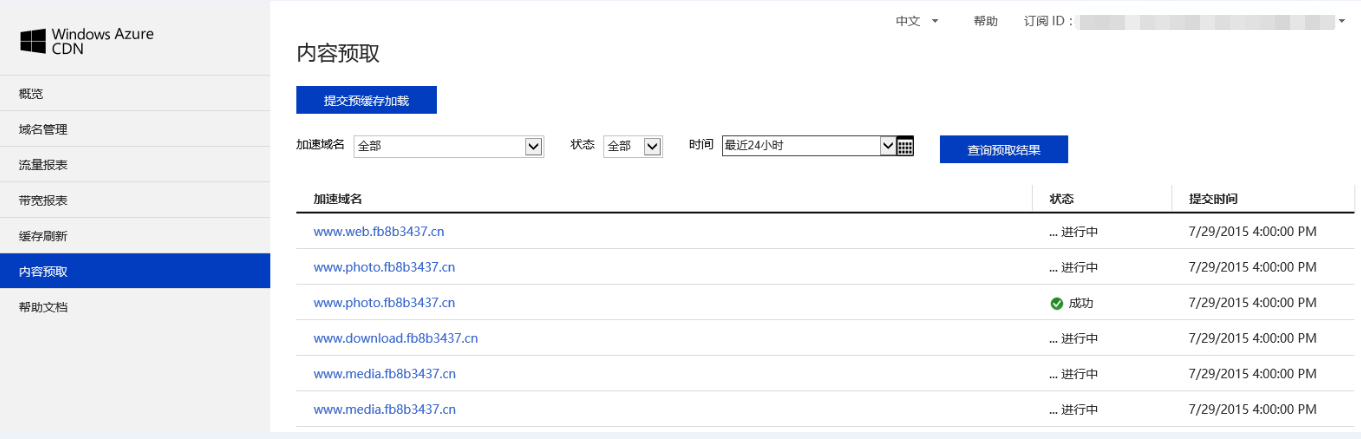 Windows Azure
CDN
中文 帮助 订阅 ID：
内容预取
提交预缓存加载
概览
域名管理
流量报表
带宽报表
缓存刷新
内容预取
帮助文档
加速域名 全部 状态 全部 时间 最近24小时 查询预取结果
加速域名 状态 提交时间
www.web.fb8b3437.cn ... 进行中 7/29/2015 4:00:00 PM
www.photo.fb8b3437.cn ... 进行中 7/29/2015 4:00:00 PM
www.photo.fb8b3437.cn 成功 7/29/2015 4:00:00 PM
www.download.fb8b3437.cn ... 进行中 7/29/2015 4:00:00 PM
www.media.fb8b3437.cn ... 进行中 7/29/2015 4:00:00 PM
www.media.fb8b3437.cn ... 进行中 7/29/2015 4:00:00 PM